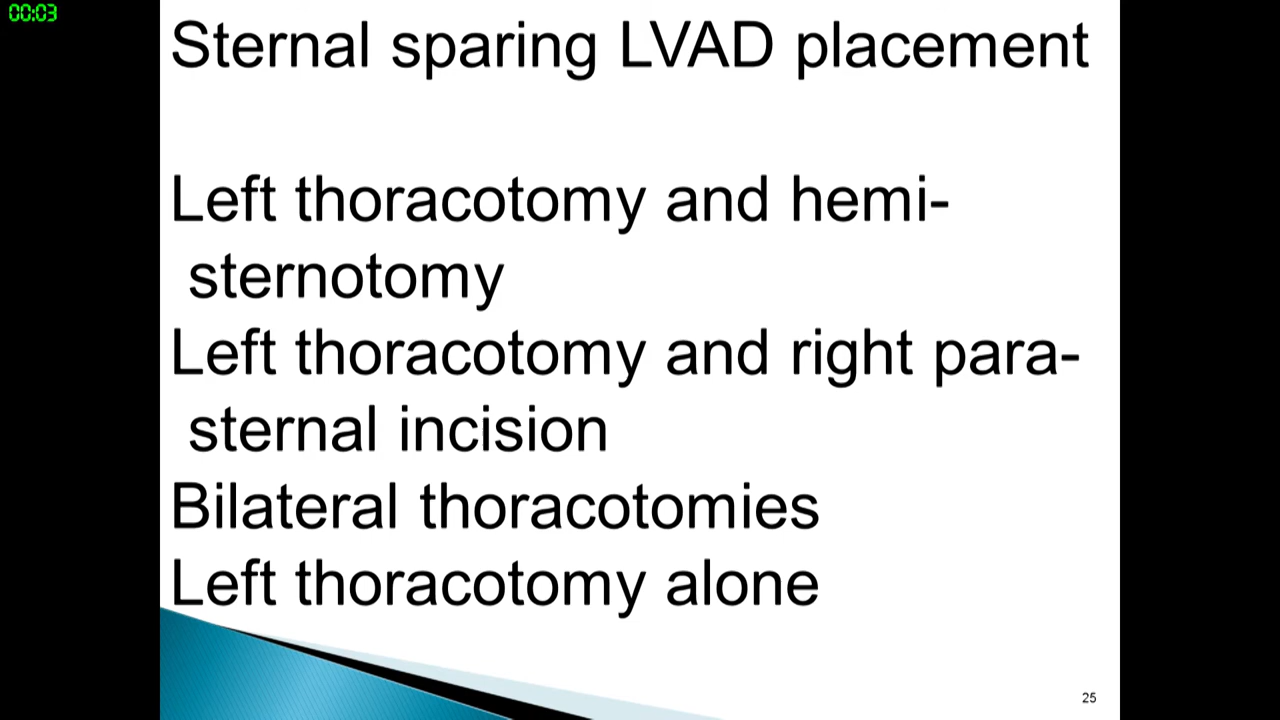 00:03
Sternal sparing LVAD placement
Left thoracotomy and hemi-
sternotomy
Left thoracotomy and right para-
sternal incision
Bilateral thoracotomies
Left thoracotomy alone
25